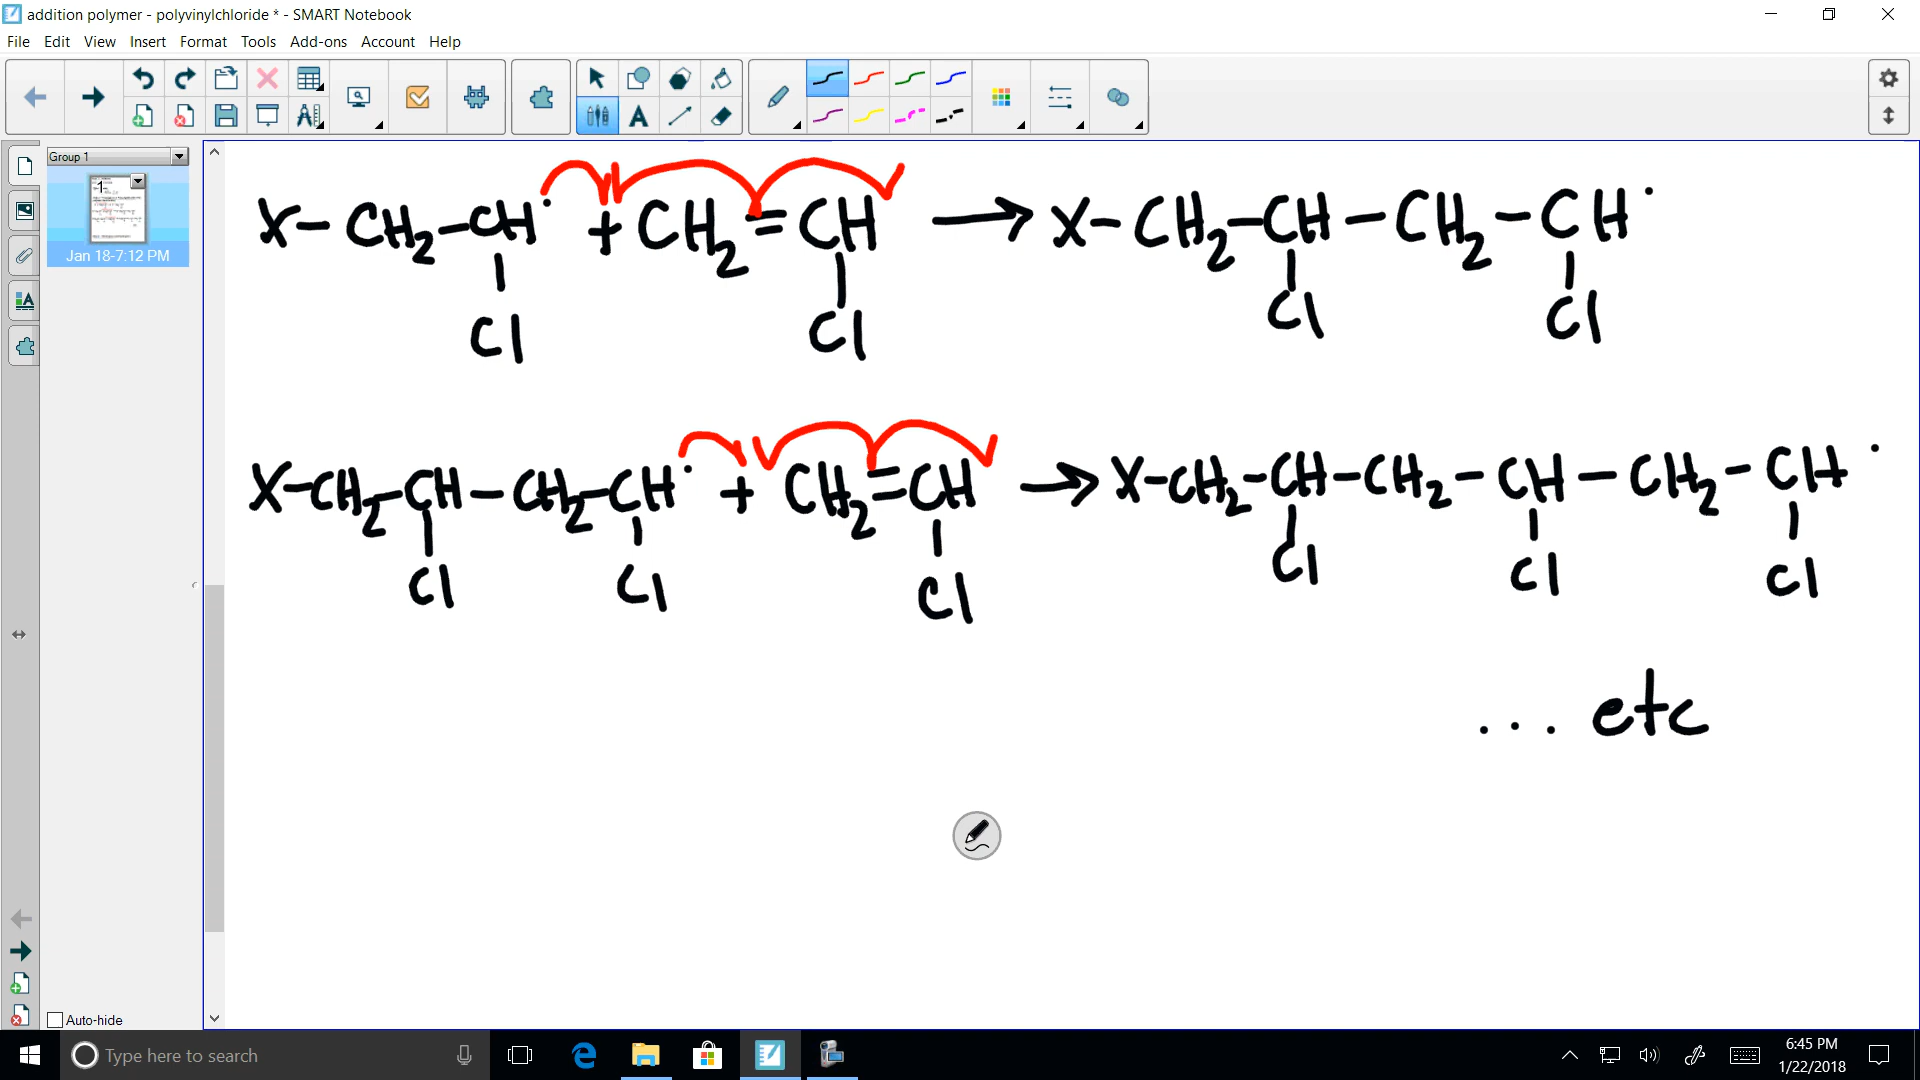 addition polymer - polyvinylchloride * - SMART Notebook
File Edit View Insert Format Tools Add-ons Account Help
Group 1
1
Jan 18-7:12 PM
X-CH₂-CH· + CH₂=CH → X-CH₂-CH-CH₂-CH·
Cl Cl Cl Cl
X-CH₂-CH-CH₂-CH· + CH₂=CH → X-CH₂-CH-CH₂-CH-CH₂-CH·
Cl Cl Cl Cl Cl Cl
... etc
Auto-hide
Type here to search
6:45 PM
1/22/2018